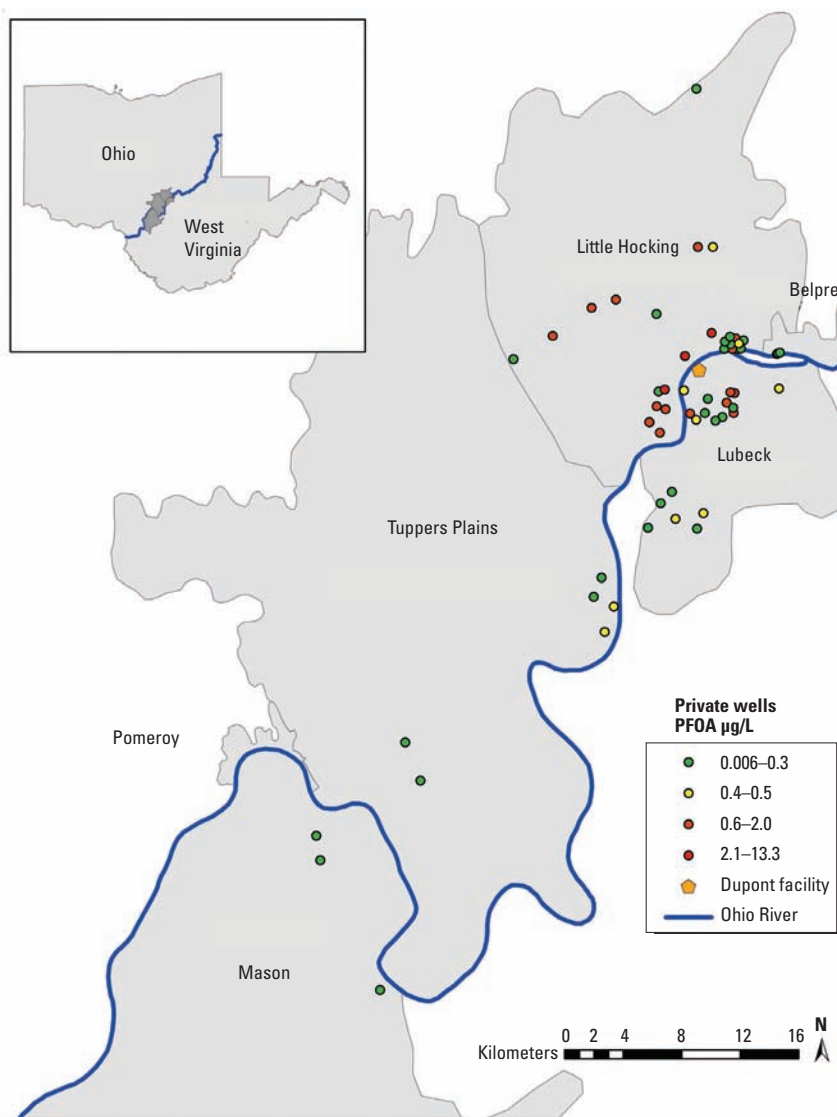 Ohio
West
Virginia
Little Hocking
Belpre
Lubeck
Tuppers Plains
Pomeroy
Mason
Private wells
PFOA µg/L
0.006–0.3
0.4–0.5
0.6–2.0
2.1–13.3
Dupont facility
Ohio River
Kilometers 0 2 4 8 12 16
N